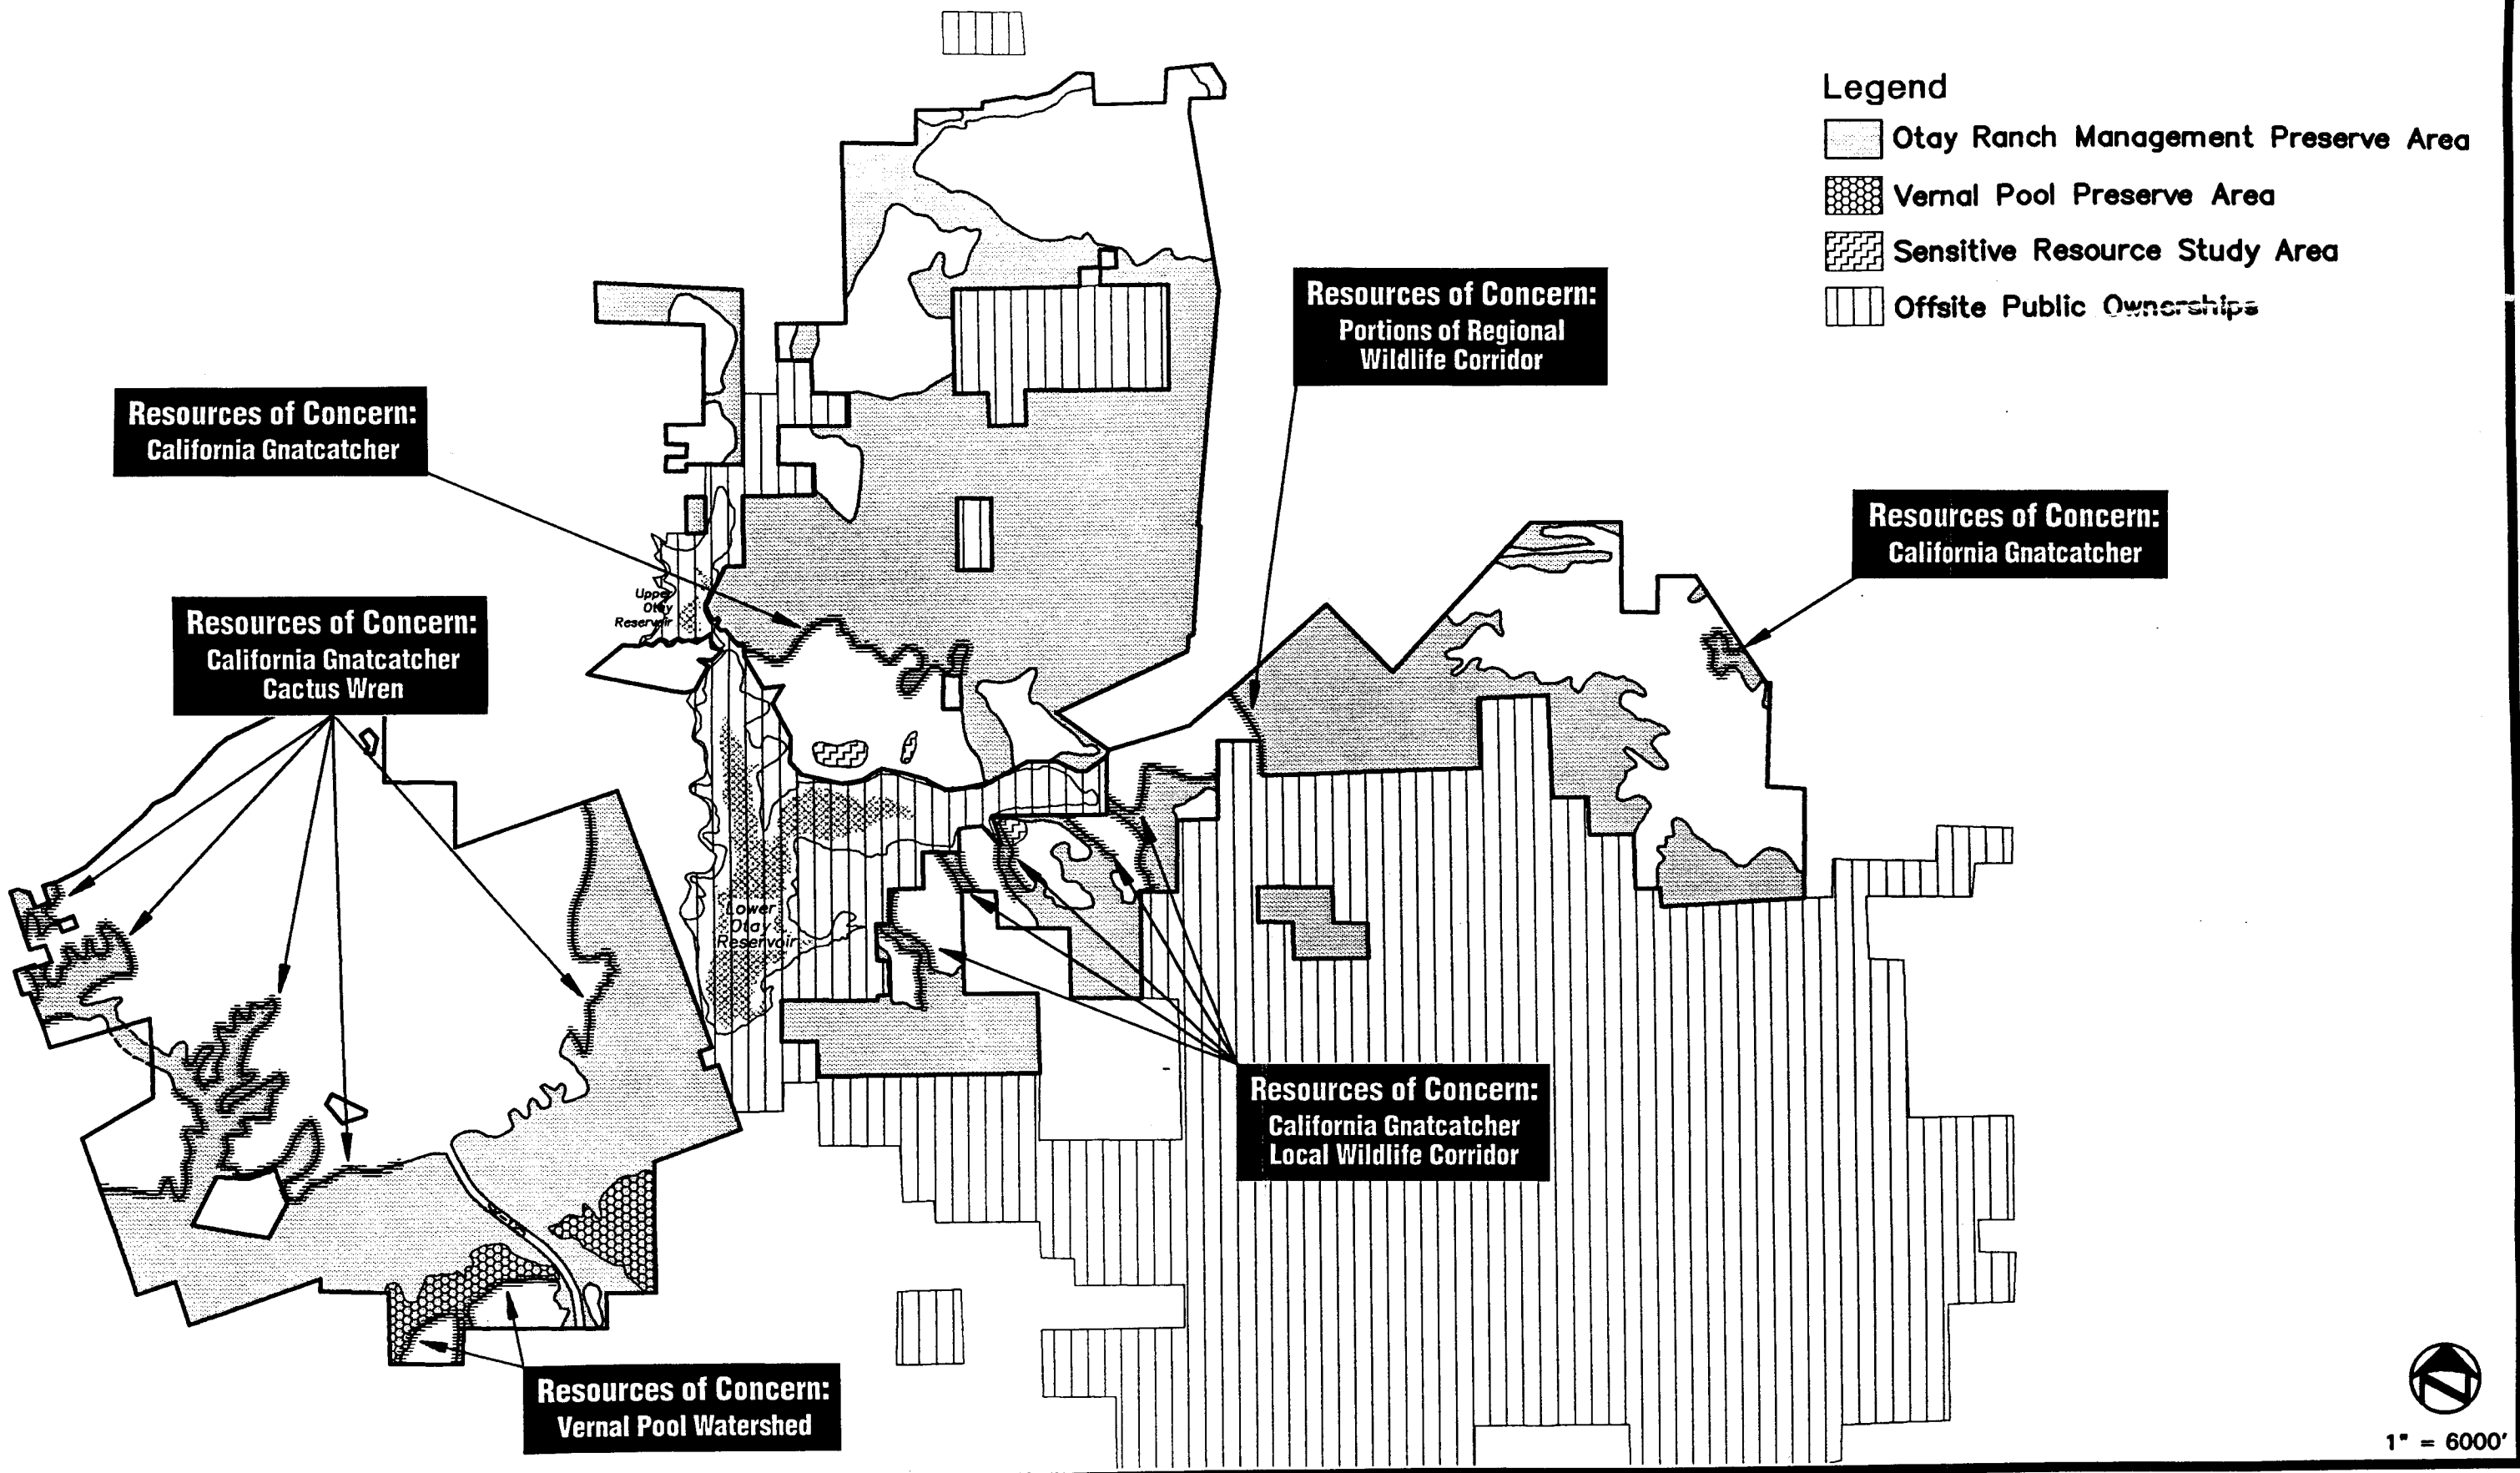 Legend
Otay Ranch Management Preserve Area
Vernal Pool Preserve Area
Sensitive Resource Study Area
Offsite Public Ownerships
Resources of Concern:
Portions of Regional
Wildlife Corridor
Resources of Concern:
California Gnatcatcher
Resources of Concern:
California Gnatcatcher
Upper
Otay
Reservoir
Resources of Concern:
California Gnatcatcher
Cactus Wren
Lower
Otay
Reservoir
Resources of Concern:
California Gnatcatcher
Local Wildlife Corridor
Resources of Concern:
Vernal Pool Watershed
1" = 6000'